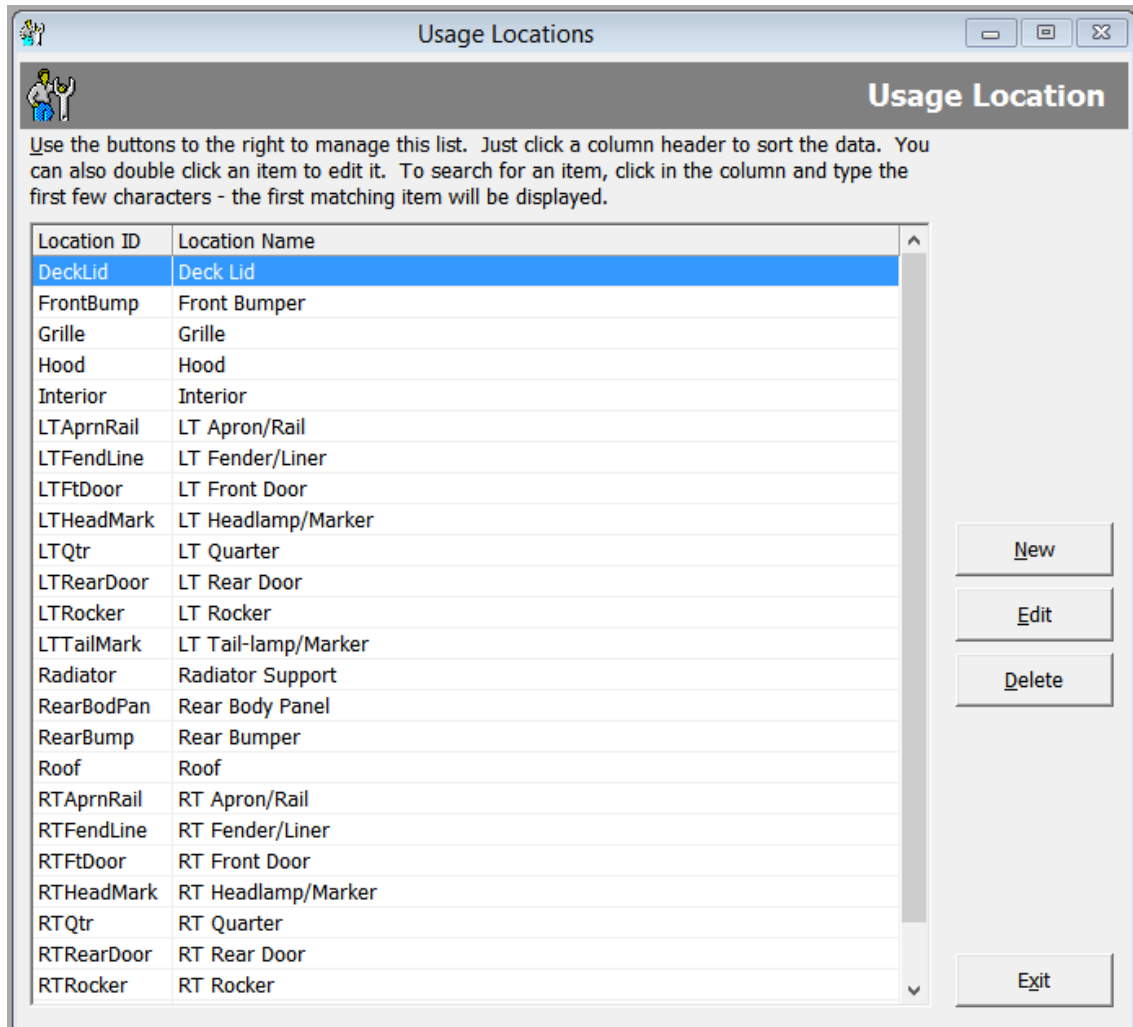 Usage Locations
Usage Location
Use the buttons to the right to manage this list. Just click a column header to sort the data. You
can also double click an item to edit it. To search for an item, click in the column and type the
first few characters - the first matching item will be displayed.
Location ID Location Name
DeckLid Deck Lid
FrontBump Front Bumper
Grille Grille
Hood Hood
Interior Interior
LTAprnRail LT Apron/Rail
LTFendLine LT Fender/Liner
LTFtDoor LT Front Door
LTHeadMark LT Headlamp/Marker
LTQtr LT Quarter
LTRearDoor LT Rear Door
LTRocker LT Rocker
LTTailMark LT Tail-lamp/Marker
Radiator Radiator Support
RearBodPan Rear Body Panel
RearBump Rear Bumper
Roof Roof
RTAprnRail RT Apron/Rail
RTFendLine RT Fender/Liner
RTFtDoor RT Front Door
RTHeadMark RT Headlamp/Marker
RTQtr RT Quarter
RTRearDoor RT Rear Door
RTRocker RT Rocker
New
Edit
Delete
Exit